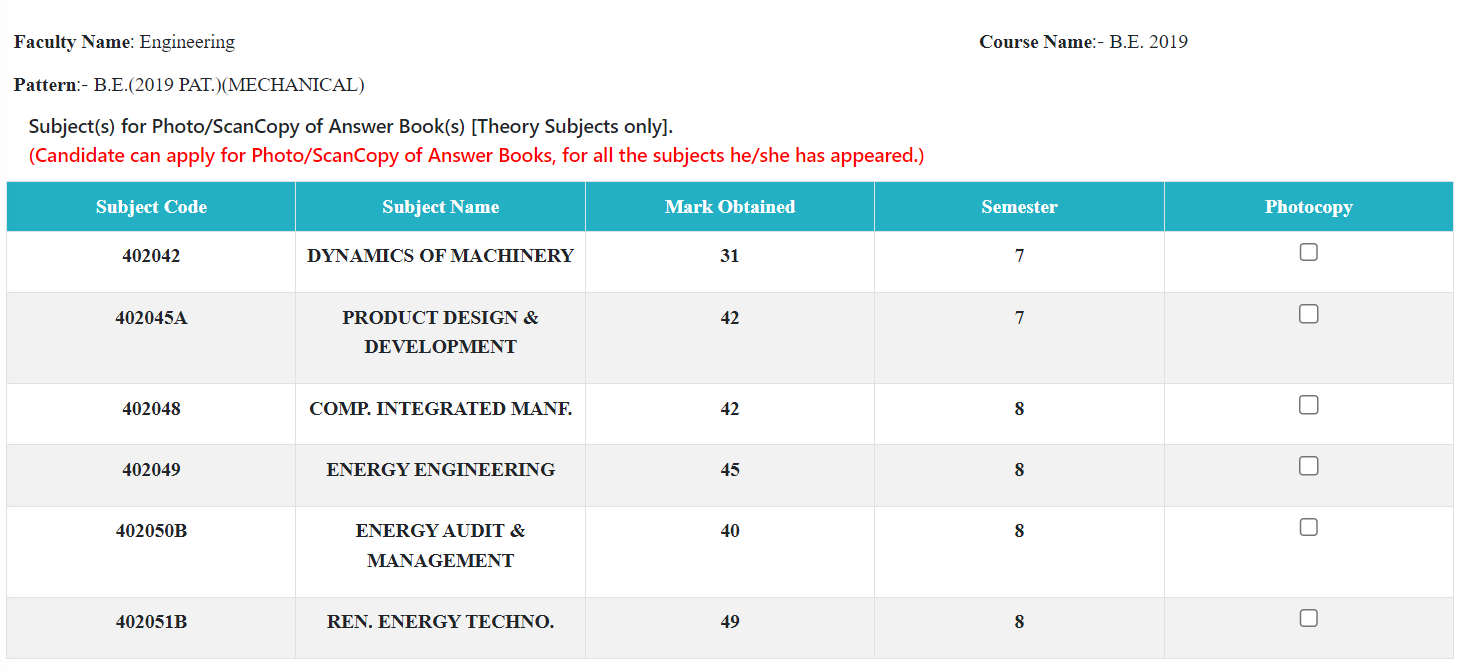 Faculty Name: Engineering Course Name:- B.E. 2019
Pattern:- B.E.(2019 PAT.)(MECHANICAL)
Subject(s) for Photo/ScanCopy of Answer Book(s) [Theory Subjects only].
(Candidate can apply for Photo/ScanCopy of Answer Books, for all the subjects he/she has appeared.)
Subject Code Subject Name Mark Obtained Semester Photocopy
402042 DYNAMICS OF MACHINERY 31 7
402045A PRODUCT DESIGN & 42 7
DEVELOPMENT
402048 COMP. INTEGRATED MANF. 42 8
402049 ENERGY ENGINEERING 45 8
402050B ENERGY AUDIT & 40 8
MANAGEMENT
402051B REN. ENERGY TECHNO. 49 8